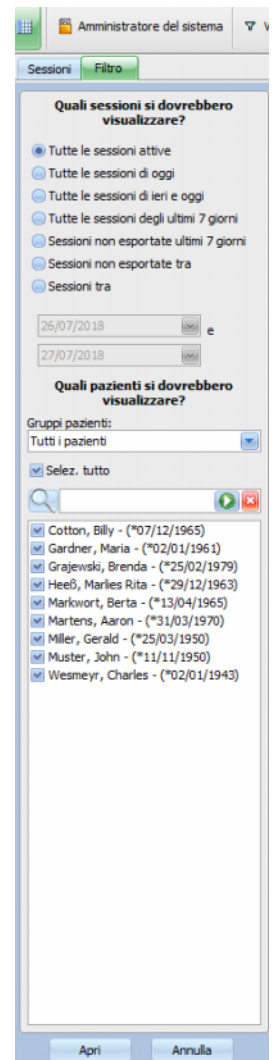 Amministratore del sistema
Sessioni Filtro
Quali sessioni si dovrebbero
visualizzare?
Tutte le sessioni attive
Tutte le sessioni di oggi
Tutte le sessioni di ieri e oggi
Tutte le sessioni degli ultimi 7 giorni
Sessioni non esportate ultimi 7 giorni
Sessioni non esportate tra
Sessioni tra
26/07/2018 e
27/07/2018
Quali pazienti si dovrebbero
visualizzare?
Gruppi pazienti:
Tutti i pazienti
Selez. tutto
Cotton, Billy - (*07/12/1965)
Gardner, Maria - (*02/01/1961)
Grajewski, Brenda - (*25/02/1979)
Heeß, Marlies Rita - (*29/12/1963)
Markwort, Berta - (*13/04/1965)
Martens, Aaron - (*31/03/1970)
Miller, Gerald - (*25/03/1950)
Muster, John - (*11/11/1950)
Wesmeyr, Charles - (*02/01/1943)
Apri Annulla